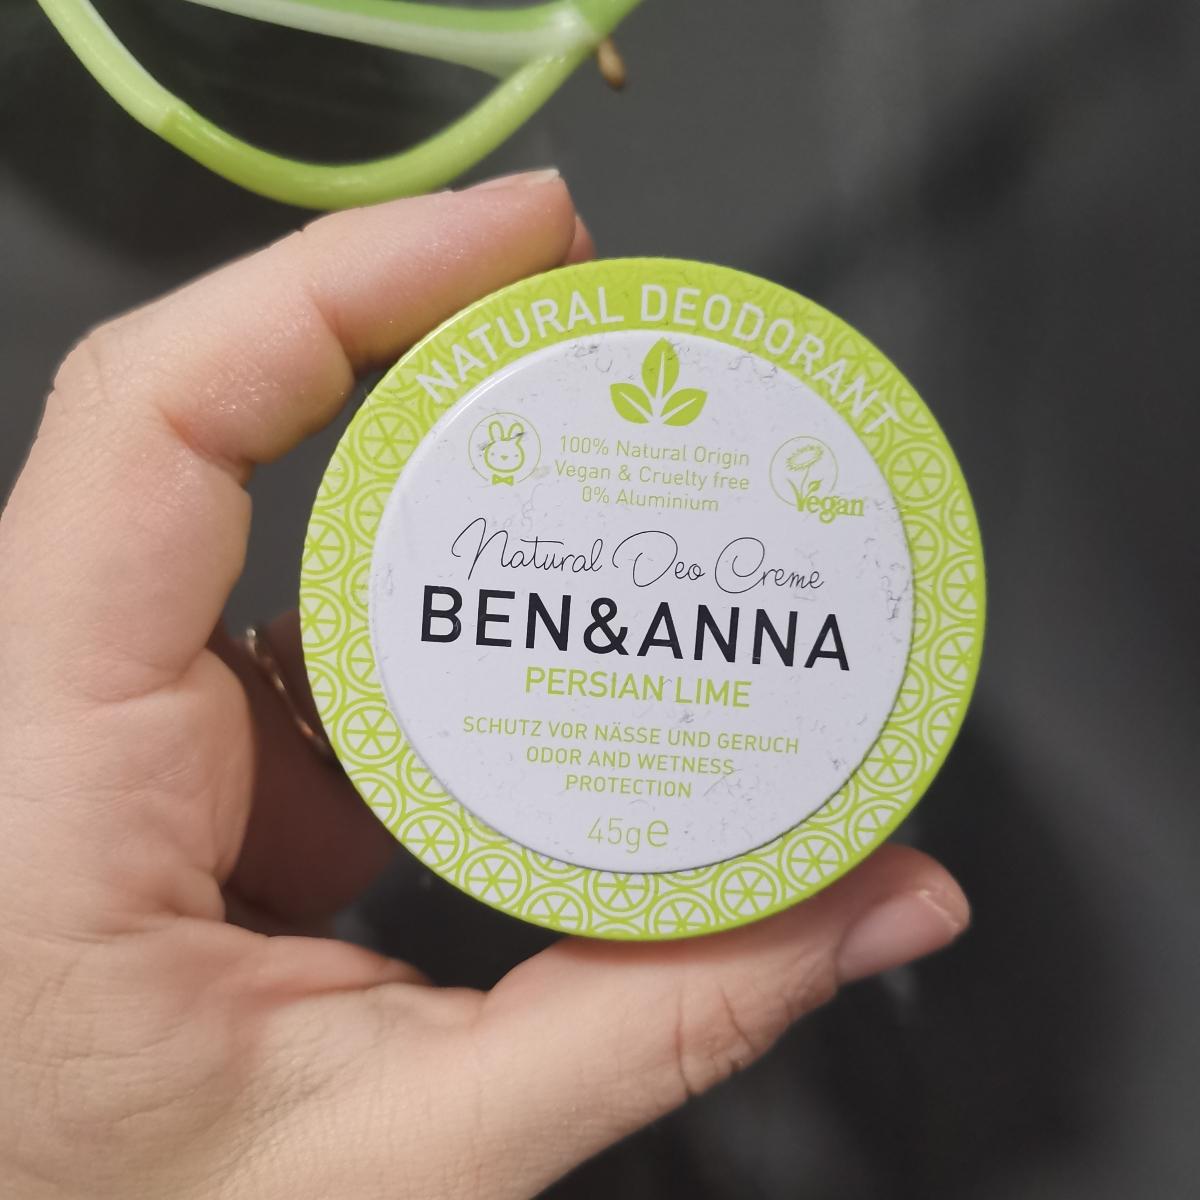 NATURAL DEODORANT
100% Natural Origin
Vegan & Cruelty free
0% Aluminium
Vegan
Natural Deo Creme
BEN&ANNA
PERSIAN LIME
SCHUTZ VOR NÄSSE UND GERUCH
ODOR AND WETNESS
PROTECTION
45g e